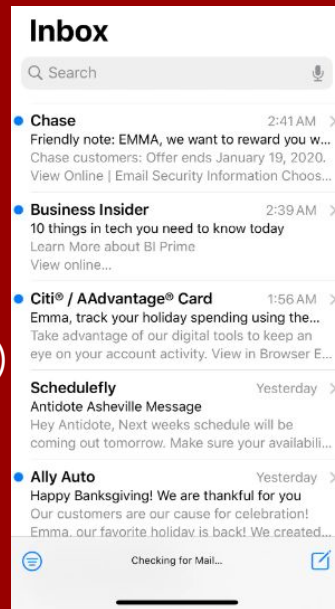 Inbox
Search
Chase 2:41 AM
Friendly note: EMMA, we want to reward you w...
Chase customers: Offer ends January 19, 2020.
View Online | Email Security Information Choos...
Business Insider 2:39 AM
10 things in tech you need to know today
Learn More about BI Prime
View online...
Citi® / AAdvantage® Card 1:56 AM
Emma, track your holiday spending using the...
Take advantage of our digital tools to keep an
eye on your account activity. View in Browser E...
Schedulefly Yesterday
Antidote Asheville Message
Hey Antidote, Next weeks schedule will be
coming out tomorrow. Make sure your availabili...
Ally Auto Yesterday
Happy Banksgiving! We are thankful for you
Our customers are our cause for celebration!
Emma, our favorite holiday is back! We created...
Checking for Mail...